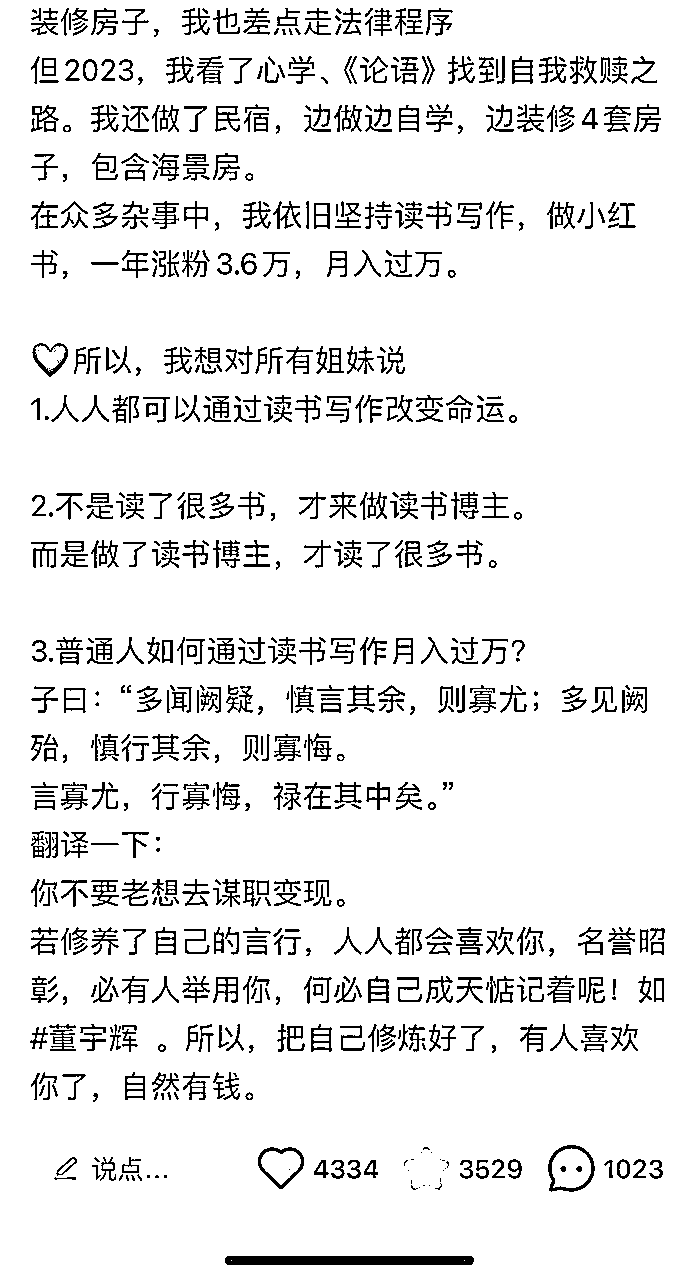 装修房子，我也差点走法律程序
但2023，我看了心学、《论语》找到自我救赎之
路。我还做了民宿，边做边自学，边装修4套房
子，包含海景房。
在众多杂事中，我依旧坚持读书写作，做小红
书，一年涨粉3.6万，月入过万。
♡所以，我想对所有姐妹说
1.人人都可以通过读书写作改变命运。
2.不是读了很多书，才来做读书博主。
而是做了读书博主，才读了很多书。
3.普通人如何通过读书写作月入过万？
子曰：“多闻阙疑，慎言其余，则寡尤；多见阙
殆，慎行其余，则寡悔。
言寡尤，行寡悔，禄在其中矣。”
翻译一下：
你不要老想去谋职变现。
若修养了自己的言行，人人都会喜欢你，名誉昭
彰，必有人举用你，何必自己成天惦记着呢！如
#董宇辉 。所以，把自己修炼好了，有人喜欢
你了，自然有钱。
说点... 4334 3529 1023